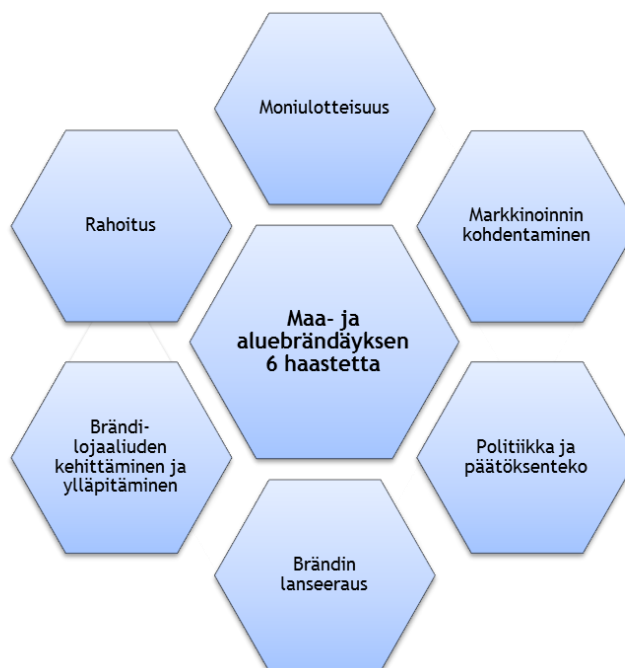 Moniulotteisuus
Markkinoinnin
kohdentaminen
Rahoitus
Maa- ja
aluebrändäyksen
6 haastetta
Politiikka ja
päätöksenteko
Brändi-
lojaaliuden
kehittäminen ja
ylläpitäminen
Brändin
lanseeraus